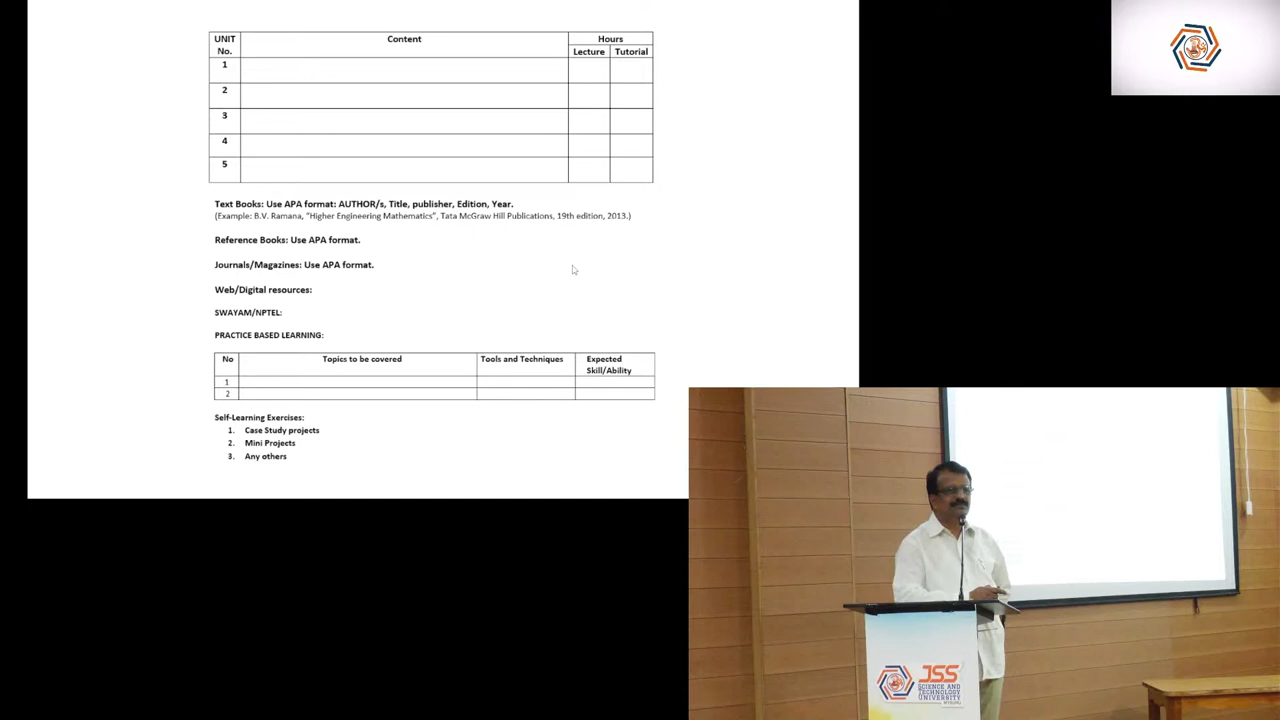 UNIT No. Content Hours
Lecture Tutorial
1
2
3
4
5
Text Books: Use APA format: AUTHOR/s, Title, publisher, Edition, Year.
(Example: B.V. Ramana, "Higher Engineering Mathematics", Tata McGraw Hill Publications, 19th edition, 2013.)
Reference Books: Use APA format.
Journals/Magazines: Use APA format.
Web/Digital resources:
SWAYAM/NPTEL:
PRACTICE BASED LEARNING:
No Topics to be covered Tools and Techniques Expected Skill/Ability
1
2
Self-Learning Exercises:
1. Case Study projects
2. Mini Projects
3. Any others
JSS
SCIENCE AND
TECHNOLOGY
UNIVERSITY
MYSURU